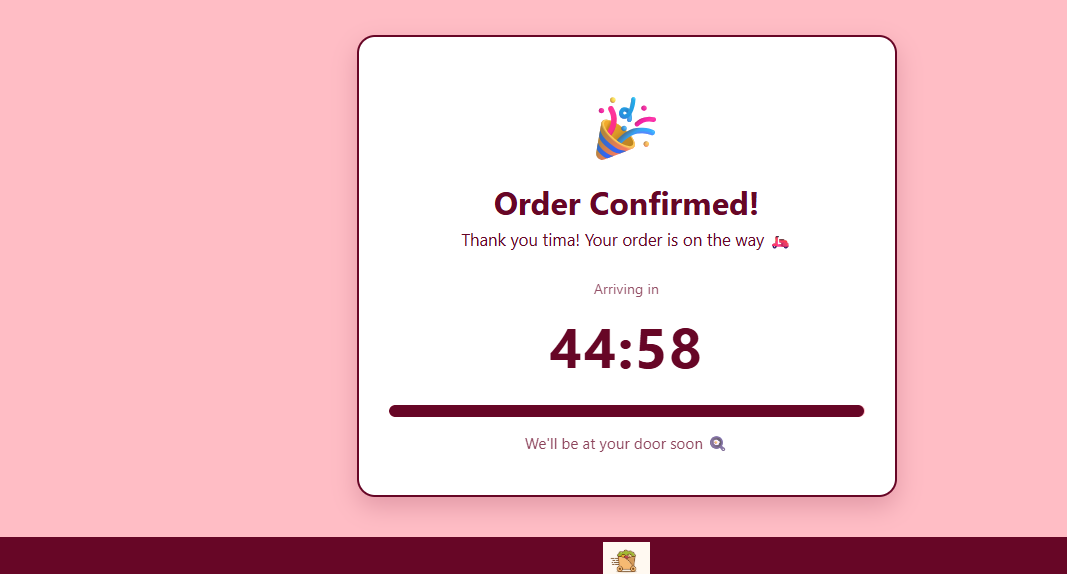 Order Confirmed!
Thank you tima! Your order is on the way
Arriving in
44:58
We'll be at your door soon